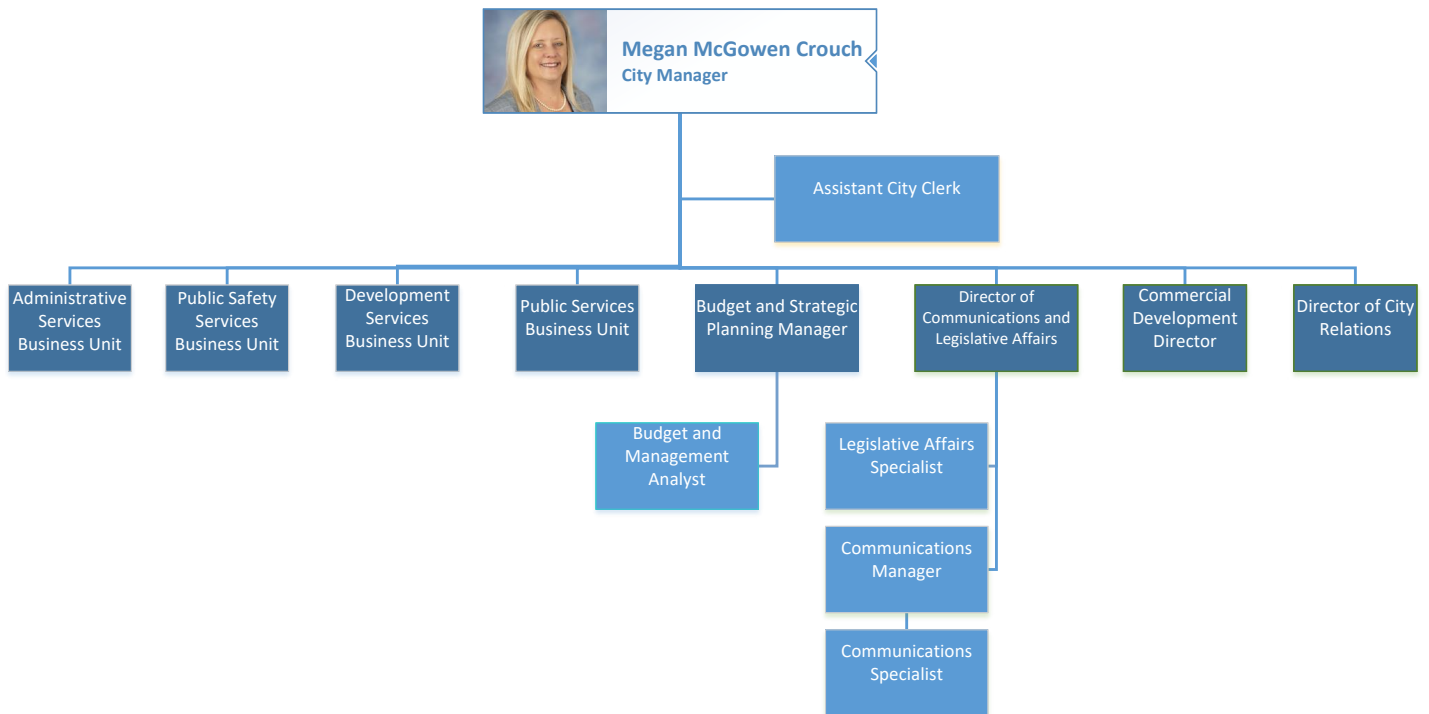 Megan McGowen Crouch
City Manager
Assistant City Clerk
Administrative
Services
Business Unit
Public Safety
Services
Business Unit
Development
Services
Business Unit
Public Services
Business Unit
Budget and Strategic
Planning Manager
Director of
Communications and
Legislative Affairs
Commercial
Development
Director
Director of City
Relations
Budget and
Management
Analyst
Legislative Affairs
Specialist
Communications
Manager
Communications
Specialist